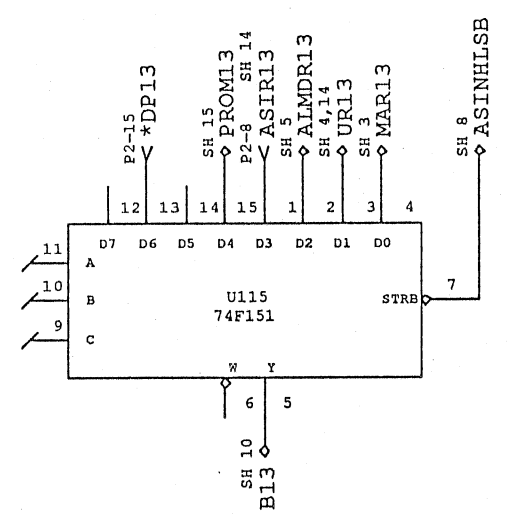 P2-15
*DP13
SH 15
PROM13
P2-8
SH 14
ASIR13
SH 5
ALMDR13
SH 4,14
UR13
SH 3
MAR13
SH 8
ASINHLSB
12 13 14 15 1 2 3 4
D7 D6 D5 D4 D3 D2 D1 D0
11 A
10 B
9 C
U115
74F151
STRB 7
W Y
6 5
SH 10
B13